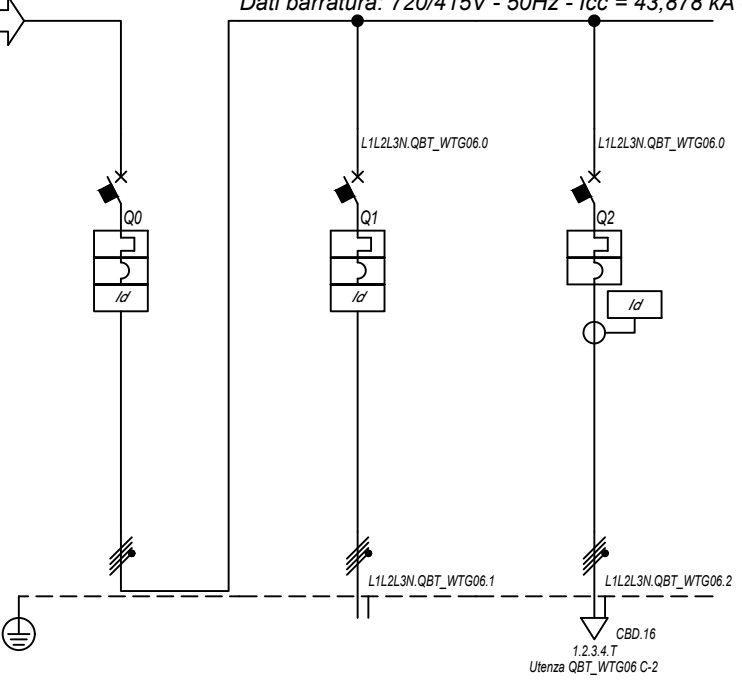 Dati barratura: 720/415V - 50Hz - Icc = 43,878 kA
L1L2L3N.QBT_WTG06.0
L1L2L3N.QBT_WTG06.0
Q0
Q1
Q2
Id
Id
Id
L1L2L3N.QBT_WTG06.1
L1L2L3N.QBT_WTG06.2
CBD.16
1.2.3.4.T
Utenza QBT_WTG06 C-2